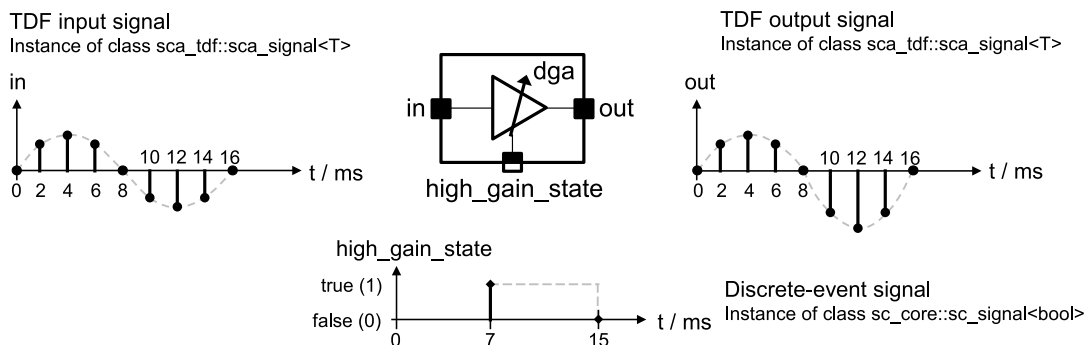 TDF input signal
Instance of class sca_tdf::sca_signal<T>
in
10 12 14 16
t / ms
0 2 4 6 8
dga
in
out
high_gain_state
TDF output signal
Instance of class sca_tdf::sca_signal<T>
out
10 12 14 16
t / ms
0 2 4 6 8
high_gain_state
true (1)
false (0)
t / ms
0 7 15
Discrete-event signal
Instance of class sc_core::sc_signal<bool>